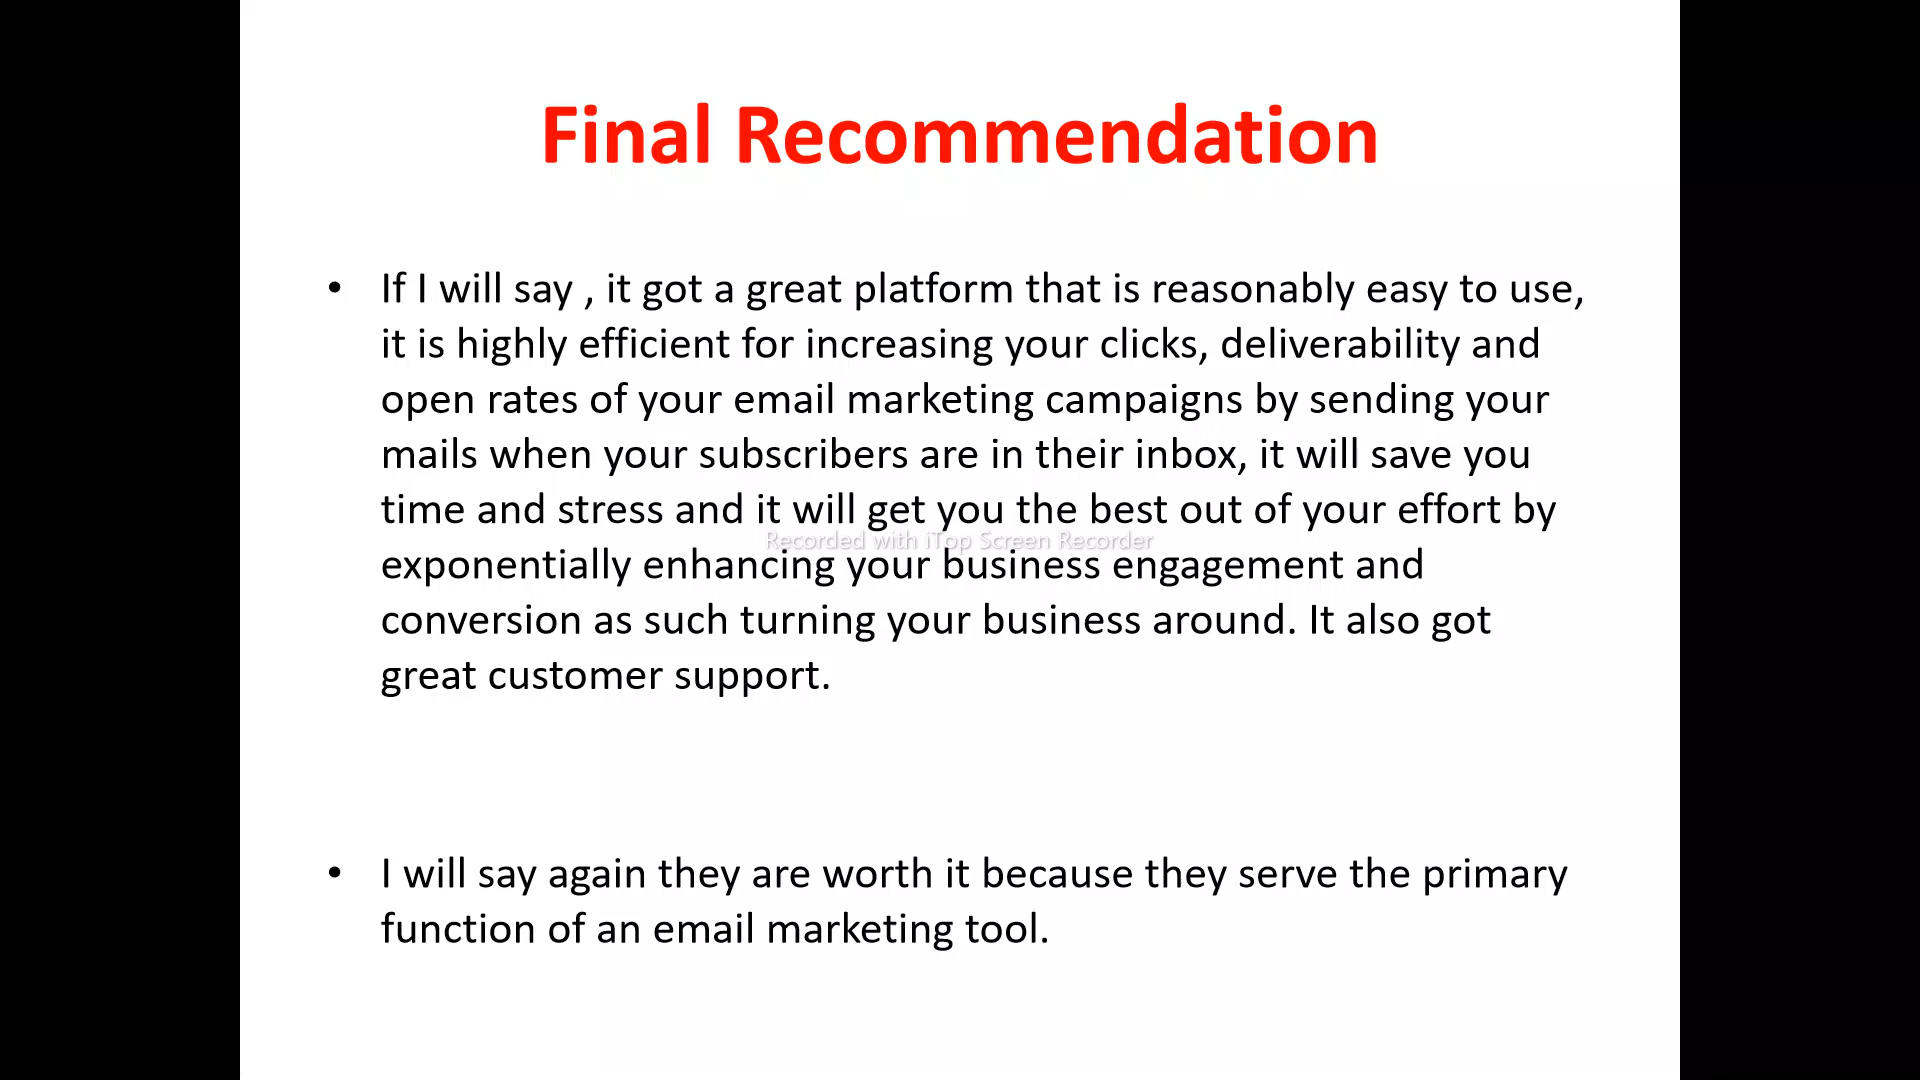 Final Recommendation
• If I will say , it got a great platform that is reasonably easy to use,
it is highly efficient for increasing your clicks, deliverability and
open rates of your email marketing campaigns by sending your
mails when your subscribers are in their inbox, it will save you
time and stress and it will get you the best out of your effort by
Recorded with iTop Screen Recorder
exponentially enhancing your business engagement and
conversion as such turning your business around. It also got
great customer support.
• I will say again they are worth it because they serve the primary
function of an email marketing tool.